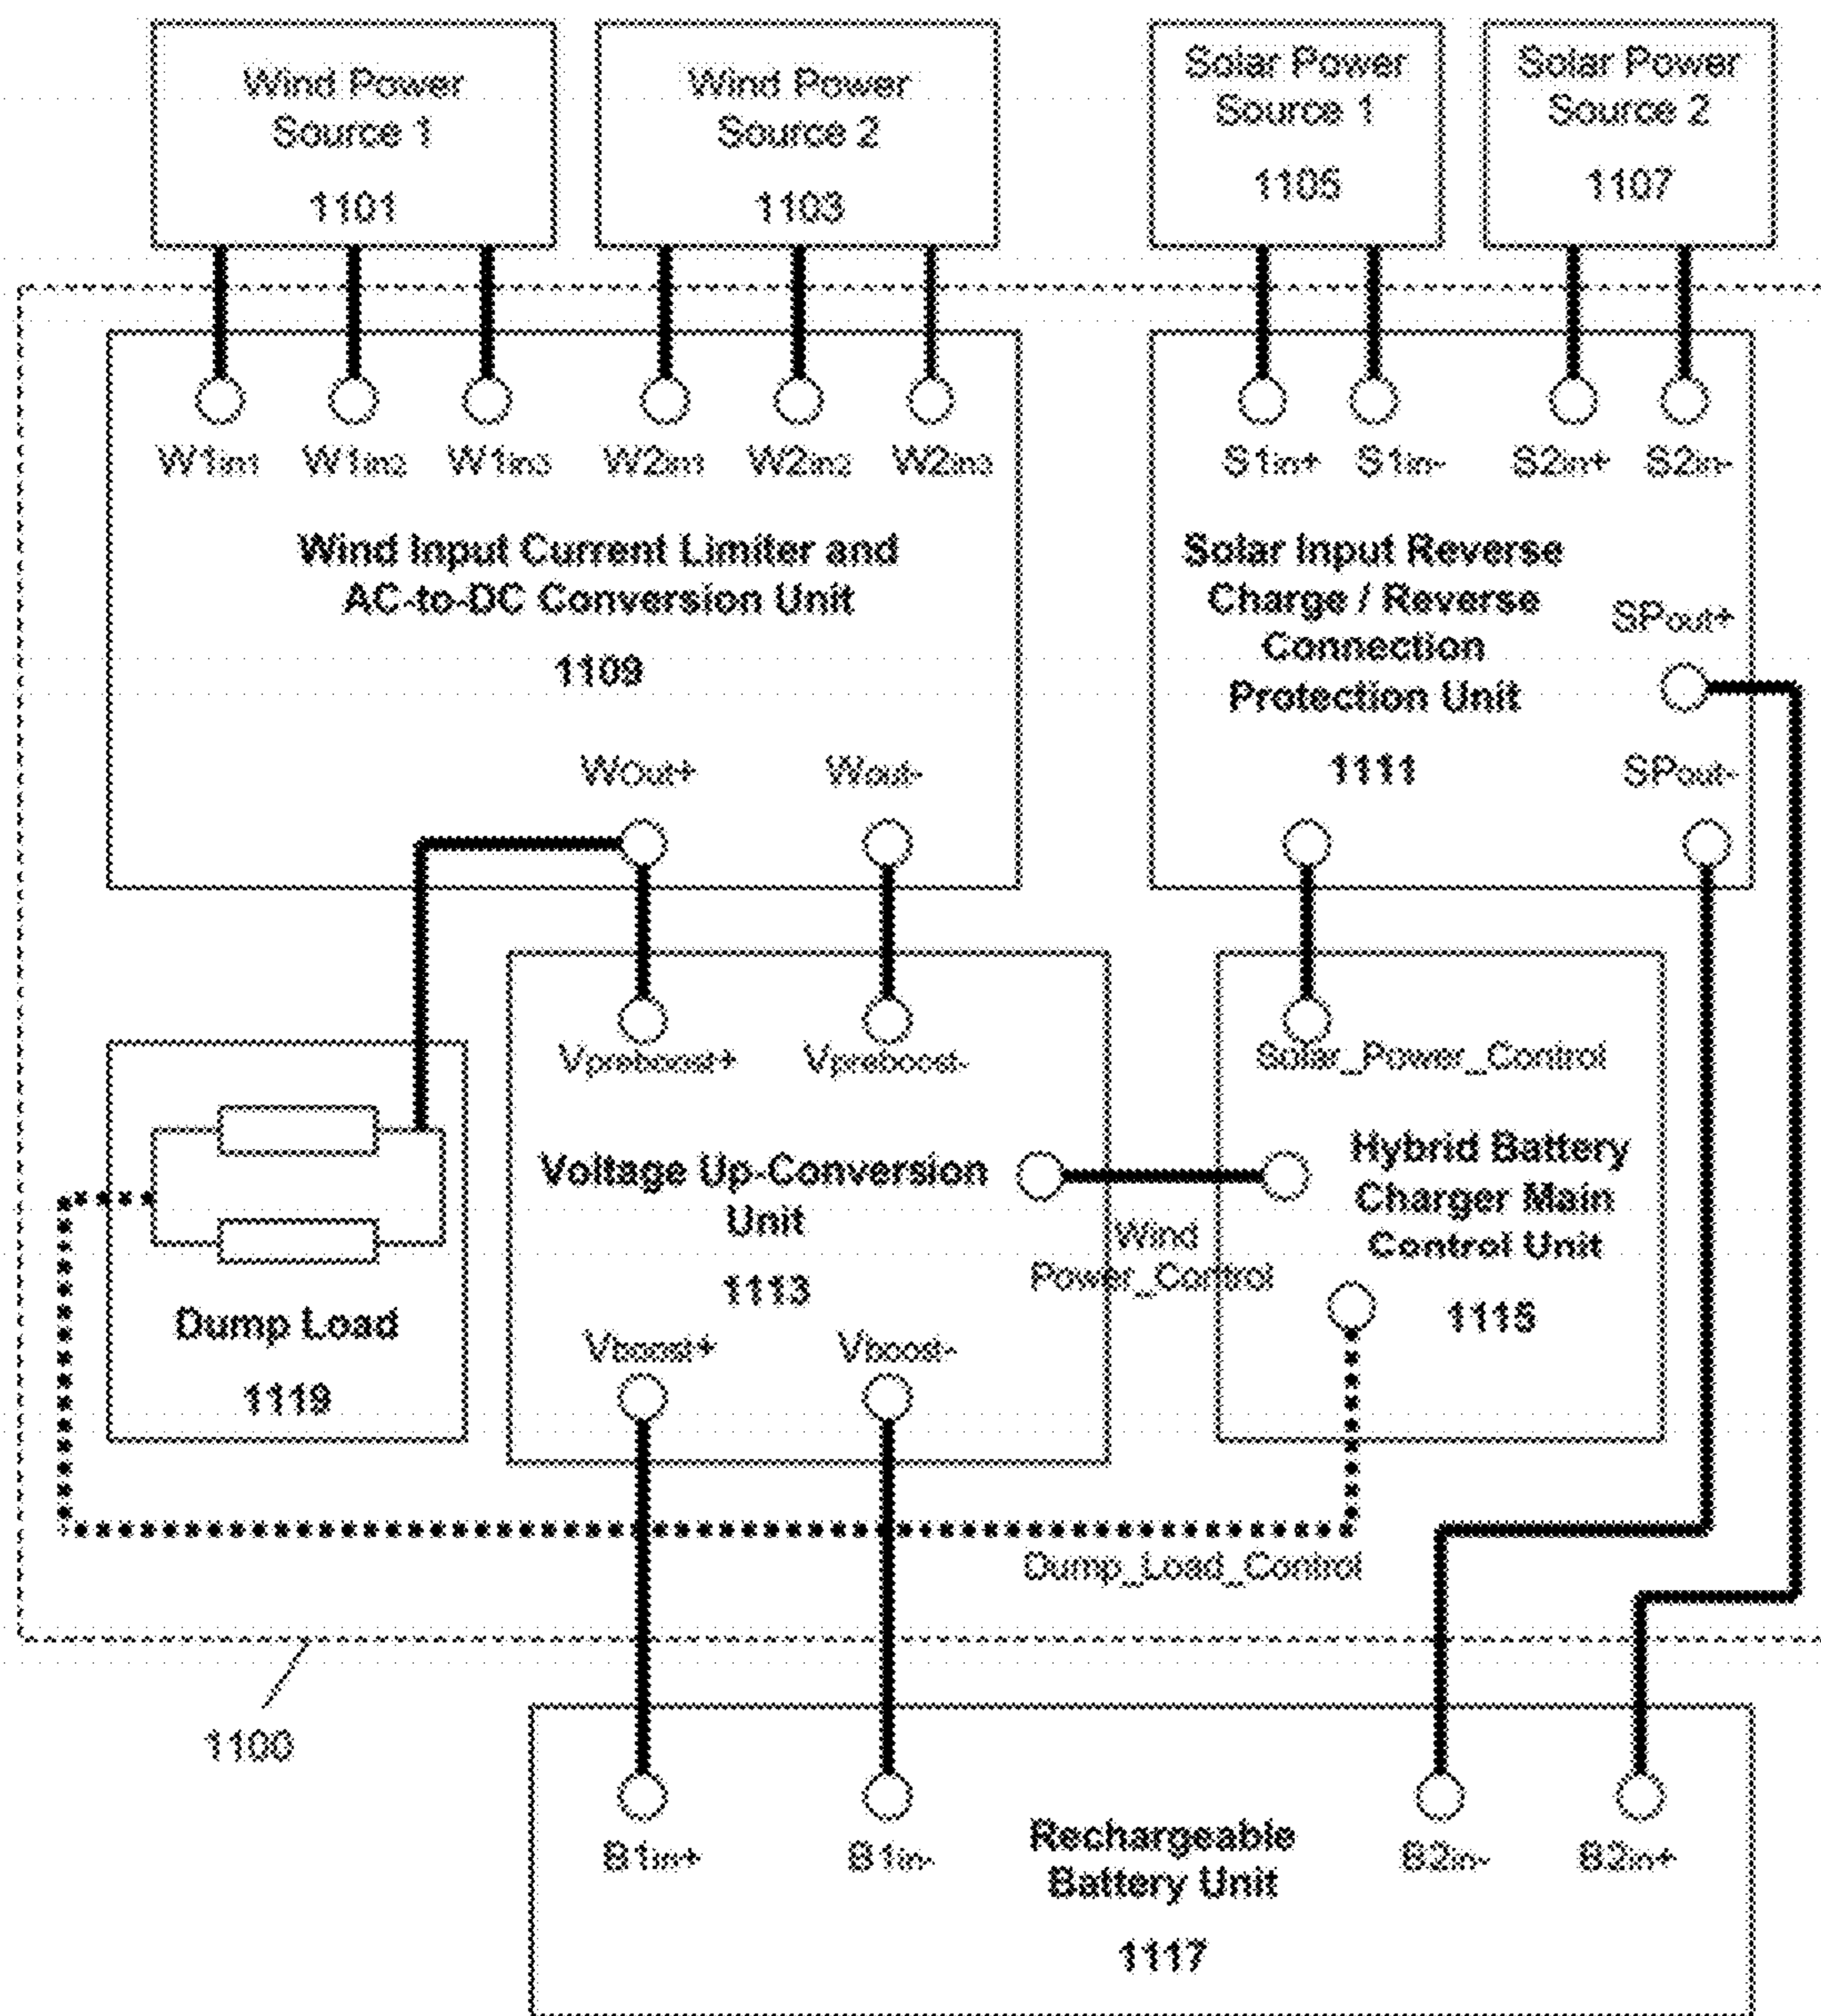 Wind Power
Source 1
1101
Wind Power
Source 2
1103
Solar Power
Source 1
1105
Solar Power
Source 2
1107
W1in1 W1in2 W1in3 W2in1 W2in2 W2in3
S1in+ S1in- S2in+ S2in-
Wind Input Current Limiter and
AC-to-DC Conversion Unit
1109
Solar Input Reverse
Charge / Reverse
Connection
Protection Unit
1111
SPout+
SPout-
WOut+ Wout-
Vpreboost+ Vpreboost-
Solar_Power_Control
Voltage Up-Conversion
Unit
1113
Wind
Power_Control
Hybrid Battery
Charger Main
Control Unit
1115
Dump Load
1119
Vboost+ Vboost-
Dump_Load_Control
1100
B1in+ B1in-
Rechargeable
Battery Unit
1117
B2in- B2in+